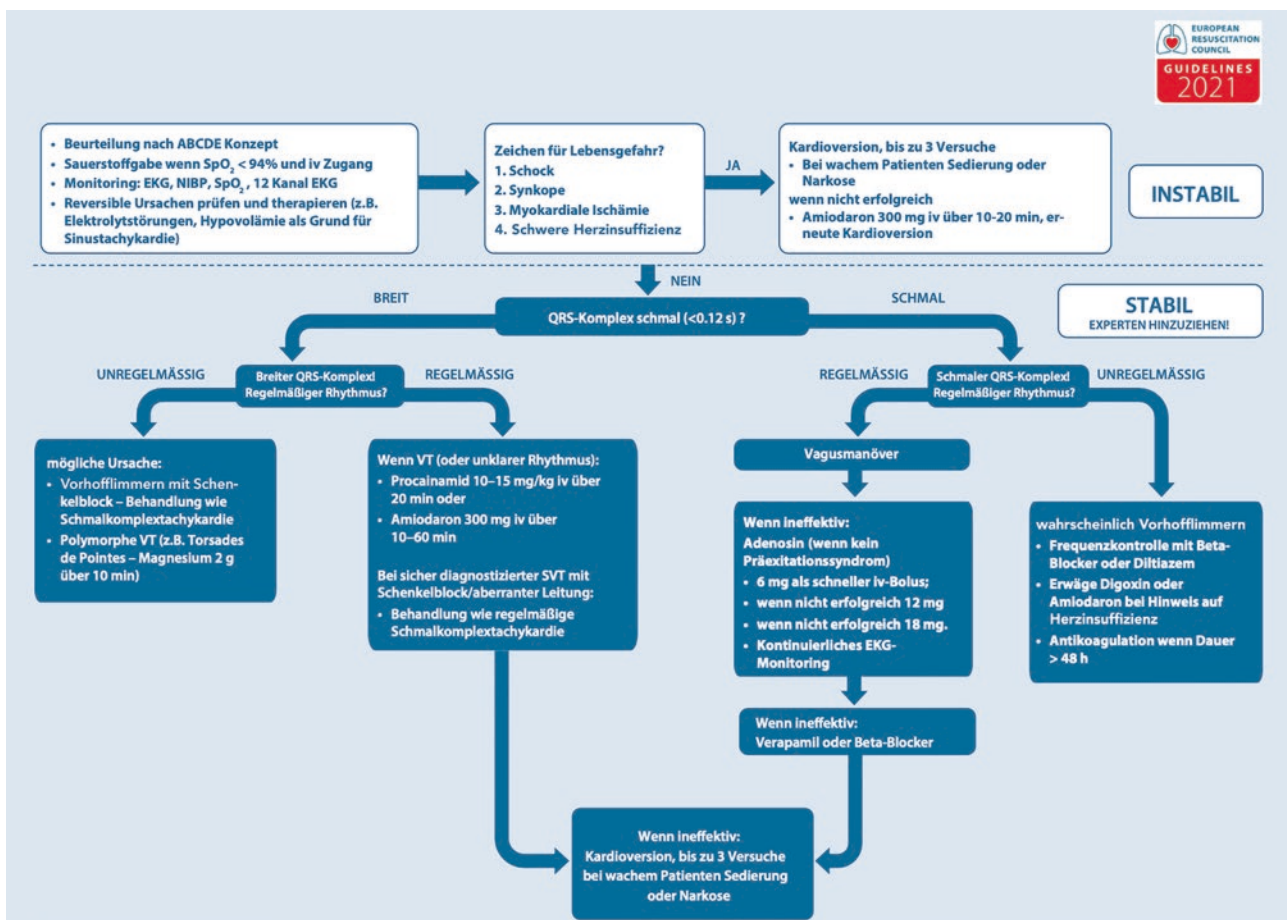 EUROPEAN
RESUSCITATION
COUNCIL
GUIDELINES
2021
• Beurteilung nach ABCDE Konzept
• Sauerstoffgabe wenn SpO₂ < 94% und iv Zugang
• Monitoring: EKG, NIBP, SpO₂, 12 Kanal EKG
• Reversible Ursachen prüfen und therapieren (z.B.
Elektrolytstörungen, Hypovolämie als Grund für
Sinustachykardie)
Zeichen für Lebensgefahr?
1. Schock
2. Synkope
3. Myokardiale Ischämie
4. Schwere Herzinsuffizienz
JA
Kardioversion, bis zu 3 Versuche
• Bei wachem Patienten Sedierung oder
Narkose
wenn nicht erfolgreich
• Amiodaron 300 mg iv über 10-20 min, er-
neute Kardioversion
INSTABIL
NEIN
BREIT
SCHMAL
QRS-Komplex schmal (<0.12 s) ?
STABIL
EXPERTEN HINZUZIEHEN!
UNREGELMÄSSIG
Breiter QRS-Komplex!
Regelmäßiger Rhythmus?
REGELMÄSSIG
REGELMÄSSIG
Schmaler QRS-Komplex!
Regelmäßiger Rhythmus?
UNREGELMÄSSIG
mögliche Ursache:
• Vorhofflimmern mit Schen-
kelblock – Behandlung wie
Schmalkomplextachykardie
• Polymorphe VT (z.B. Torsades
de Pointes – Magnesium 2 g
über 10 min)
Wenn VT (oder unklarer Rhythmus):
• Procainamid 10–15 mg/kg iv über
20 min oder
• Amiodaron 300 mg iv über
10–60 min
Bei sicher diagnostizierter SVT mit
Schenkelblock/aberranter Leitung:
• Behandlung wie regelmäßige
Schmalkomplextachykardie
Vagusmanöver
Wenn ineffektiv:
Adenosin (wenn kein
Präexitationssyndrom)
• 6 mg als schneller iv-Bolus;
• wenn nicht erfolgreich 12 mg
• wenn nicht erfolgreich 18 mg.
• Kontinuierliches EKG-
Monitoring
Wenn ineffektiv:
Verapamil oder Beta-Blocker
wahrscheinlich Vorhofflimmern
• Frequenzkontrolle mit Beta-
Blocker oder Diltiazem
• Erwäge Digoxin oder
Amiodaron bei Hinweis auf
Herzinsuffizienz
• Antikoagulation wenn Dauer
> 48 h
Wenn ineffektiv:
Kardioversion, bis zu 3 Versuche
bei wachem Patienten Sedierung
oder Narkose